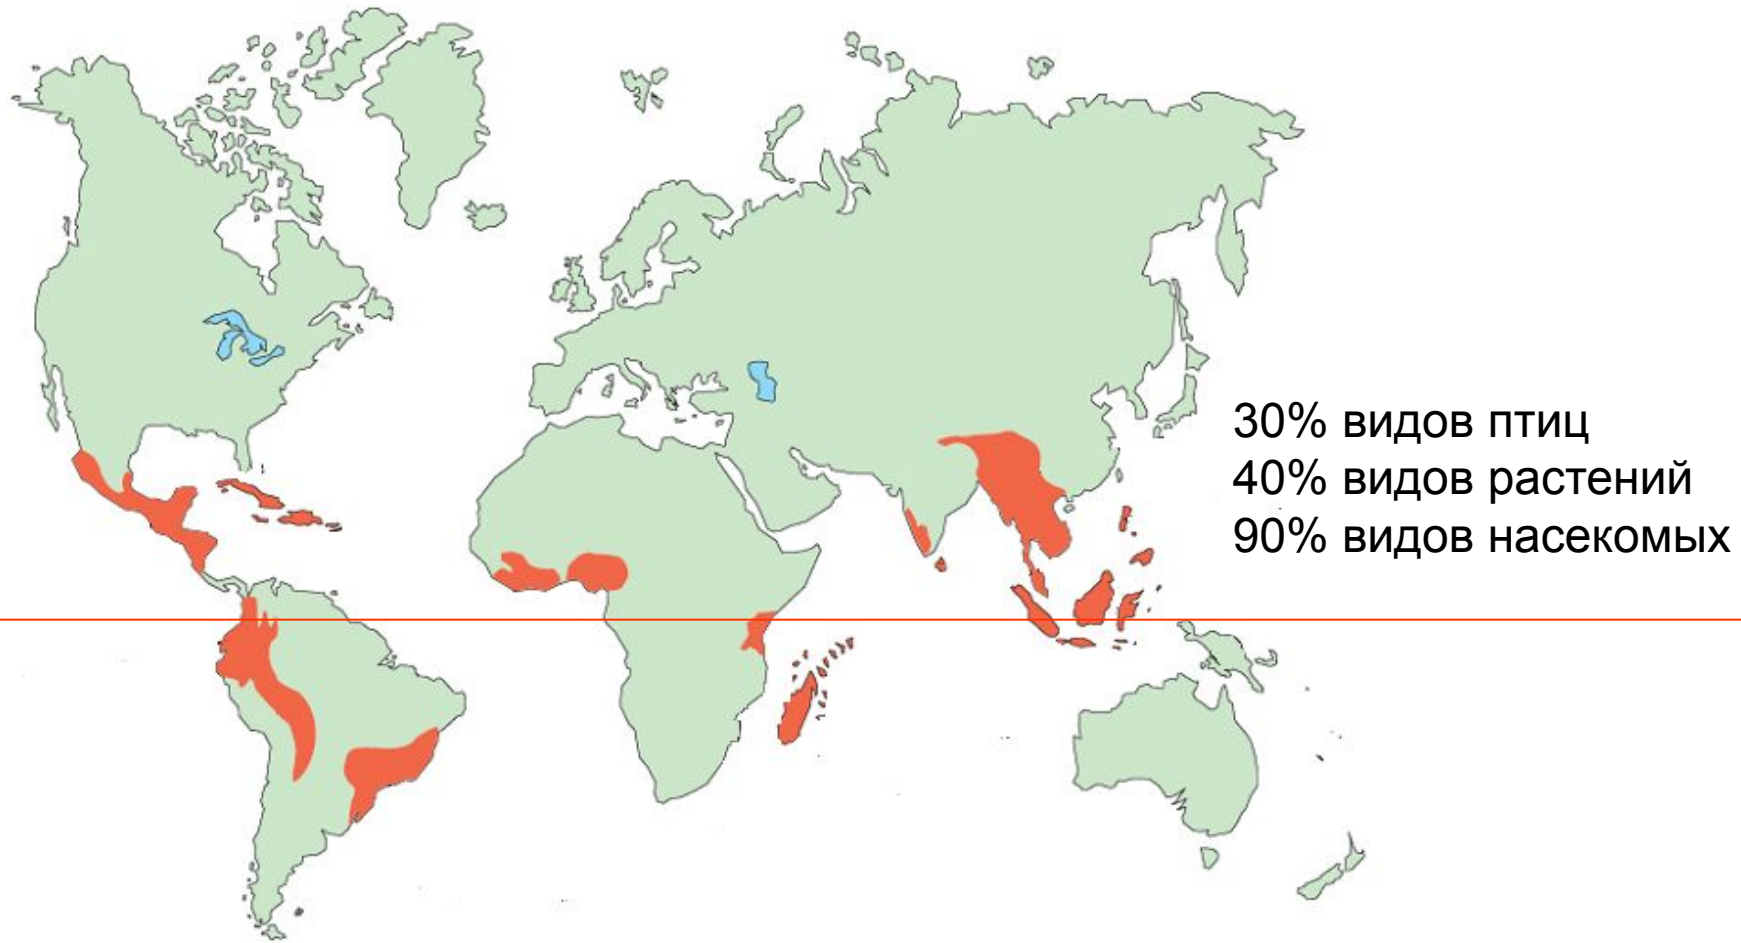 30% видов птиц
40% видов растений
90% видов насекомых